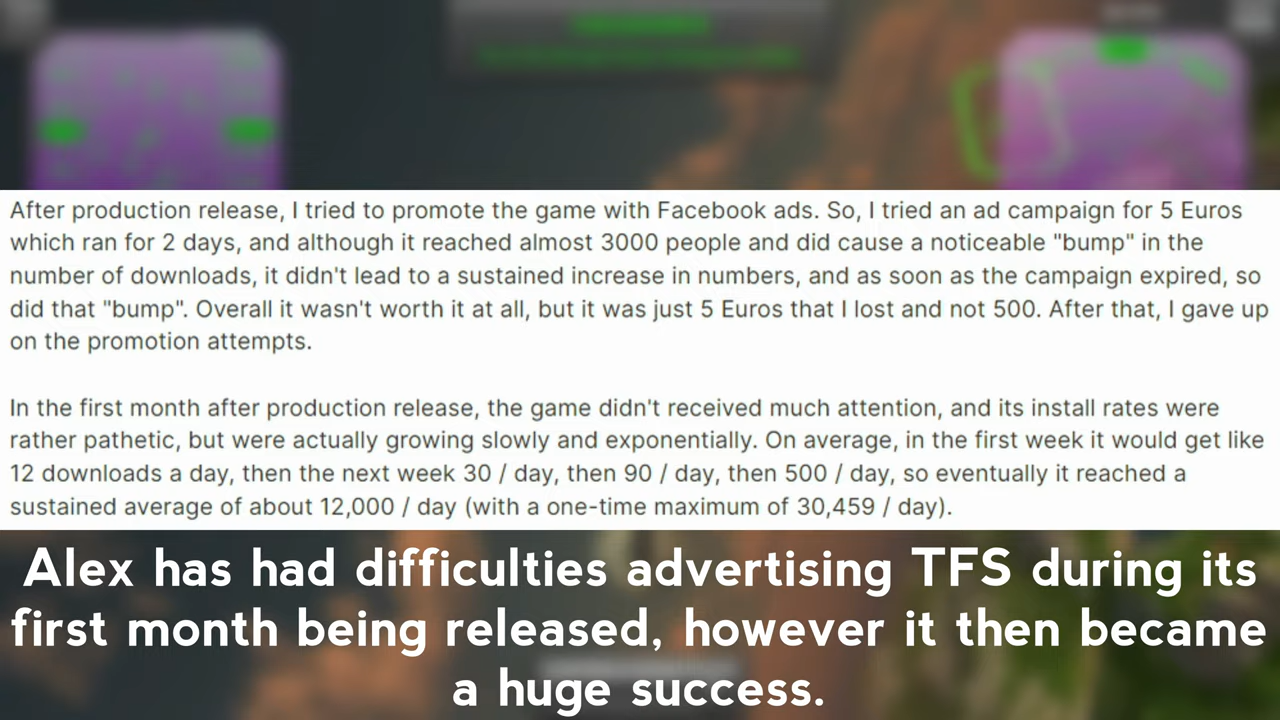 After production release, I tried to promote the game with Facebook ads. So, I tried an ad campaign for 5 Euros
which ran for 2 days, and although it reached almost 3000 people and did cause a noticeable "bump" in the
number of downloads, it didn't lead to a sustained increase in numbers, and as soon as the campaign expired, so
did that "bump". Overall it wasn't worth it at all, but it was just 5 Euros that I lost and not 500. After that, I gave up
on the promotion attempts.
In the first month after production release, the game didn't received much attention, and its install rates were
rather pathetic, but were actually growing slowly and exponentially. On average, in the first week it would get like
12 downloads a day, then the next week 30 / day, then 90 / day, then 500 / day, so eventually it reached a
sustained average of about 12,000 / day (with a one-time maximum of 30,459 / day).
Alex has had difficulties advertising TFS during its
first month being released, however it then became
a huge success.